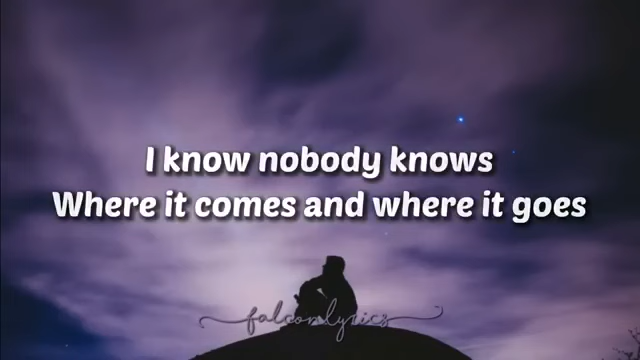 I know nobody knows
Where it comes and where it goes
falconlyrics